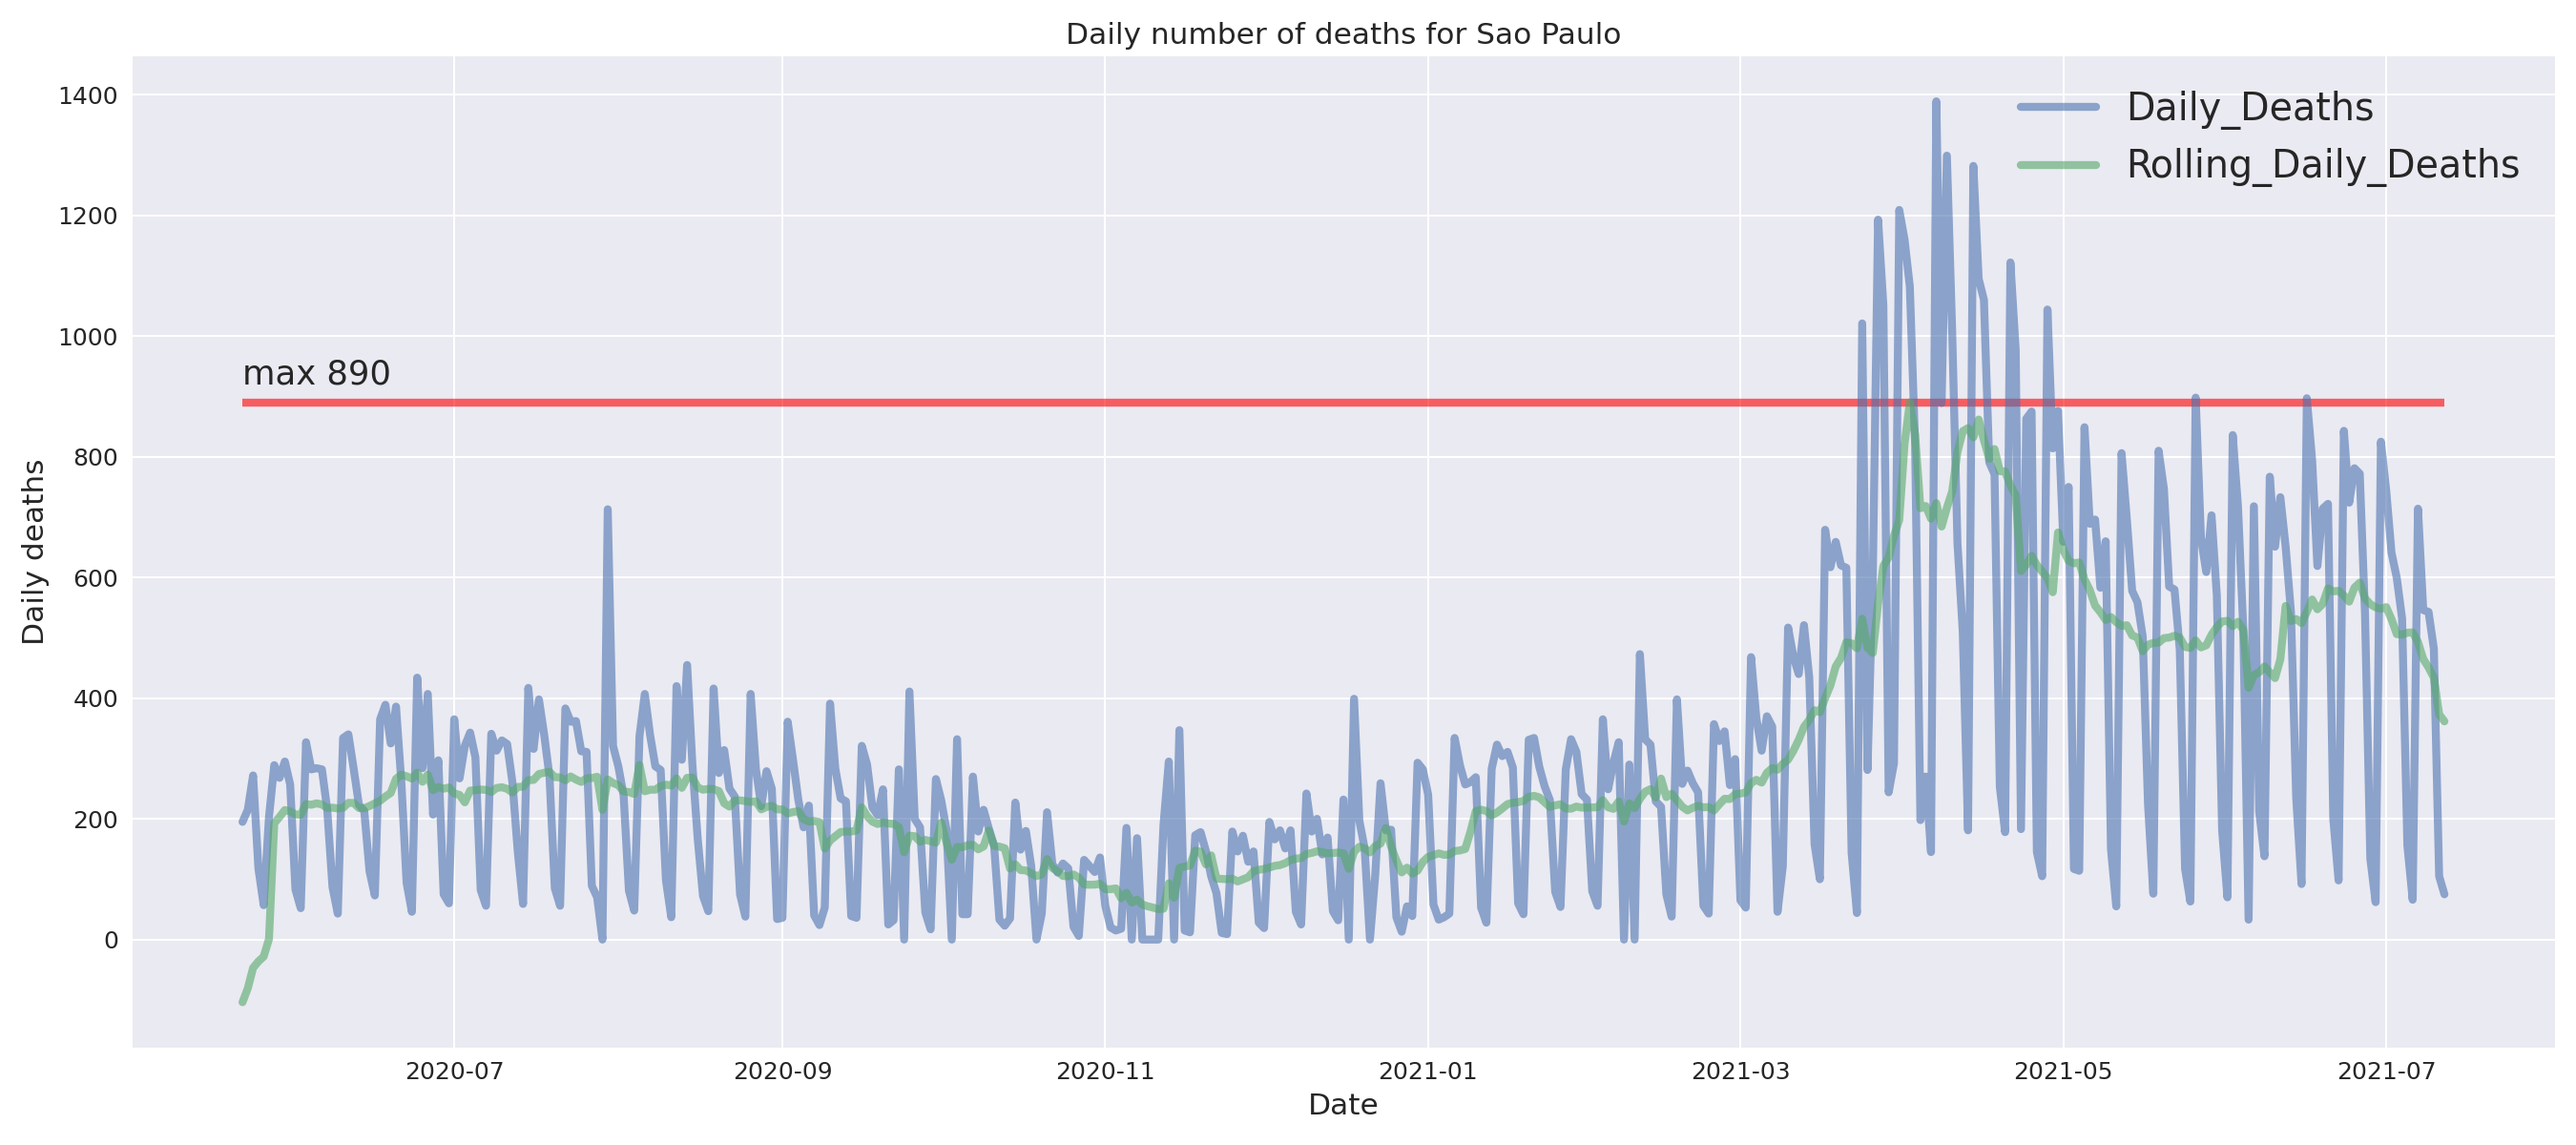 Daily number of deaths for Sao Paulo
1400
1200
1000
800
600
400
200
0
Daily deaths
max 890
Daily_Deaths
Rolling_Daily_Deaths
2020-07
2020-09
2020-11
2021-01
2021-03
2021-05
2021-07
Date